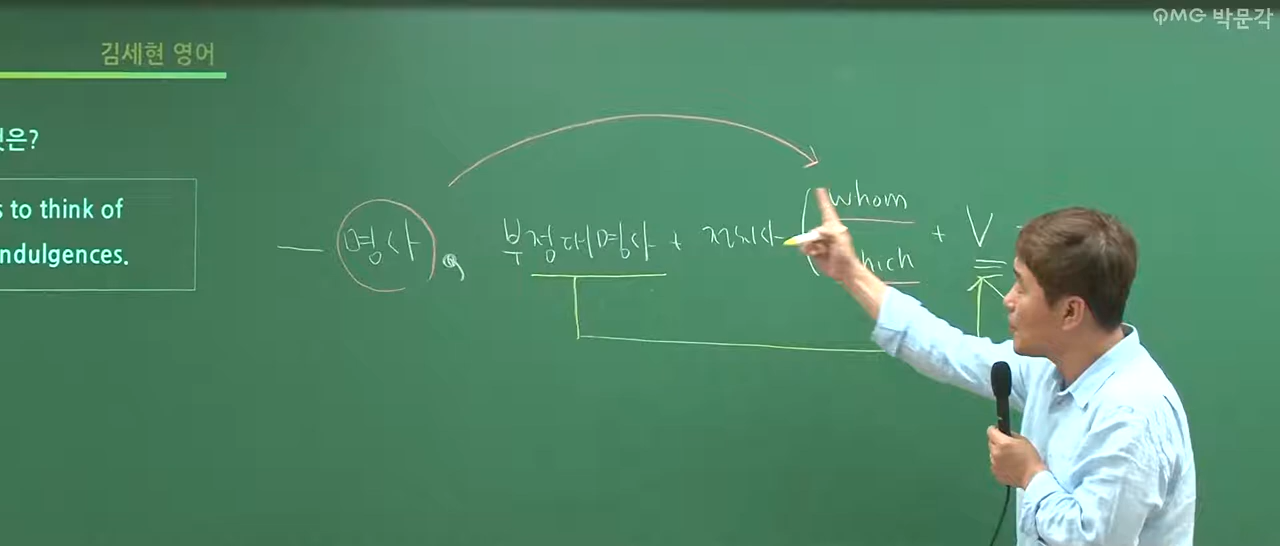 PMG 박문각
김세현 영어
것은?
s to think of
ndulgences.
명사, 부정대명사 + 전치사 (whom which + V